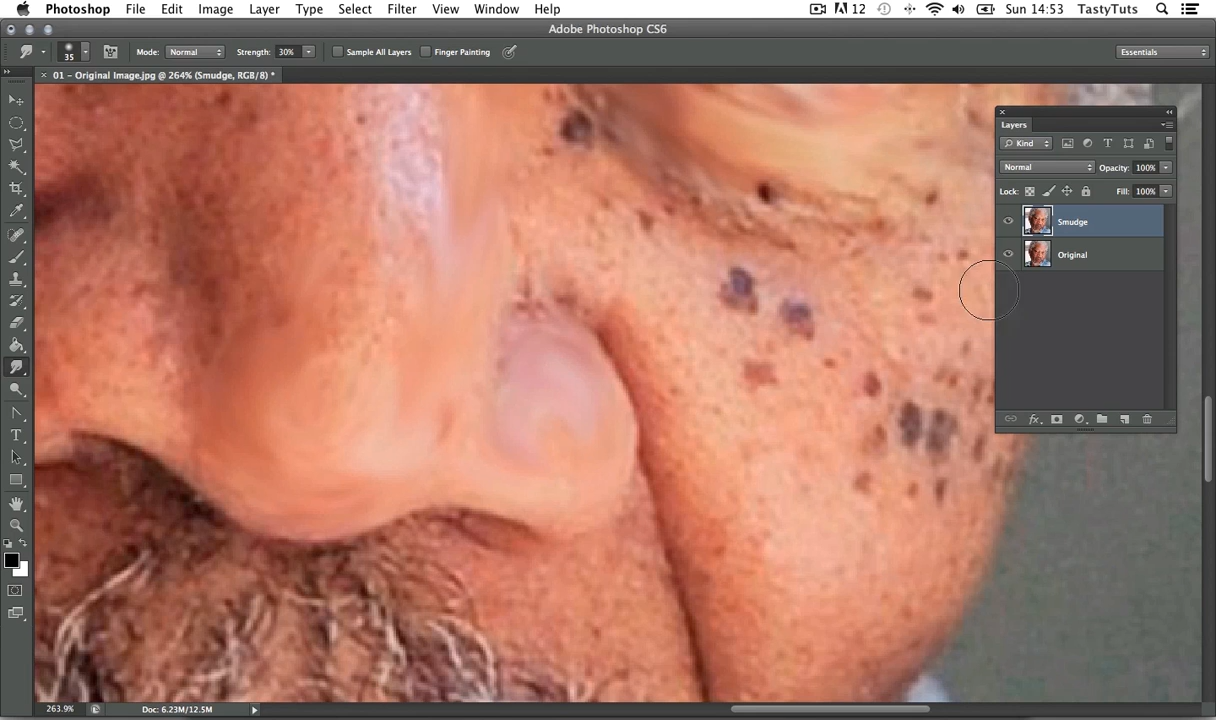 Photoshop File Edit Image Layer Type Select Filter View Window Help 12 Sun 14:53 TastyTuts
Adobe Photoshop CS6
35 Mode: Normal Strength: 30% Sample All Layers Finger Painting Essentials
01 - Original Image.jpg @ 264% (Smudge, RGB/8) *
Layers
Kind
Normal Opacity: 100%
Lock: Fill: 100%
Smudge
Original
263.9% Doc: 6.23M/12.5M